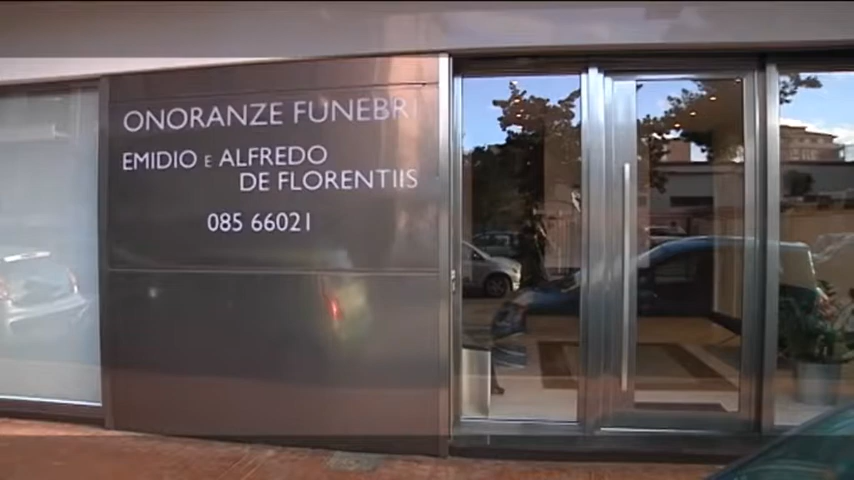 ONORANZE FUNEBRI
EMIDIO E ALFREDO
DE FLORENTIIS
085 66021